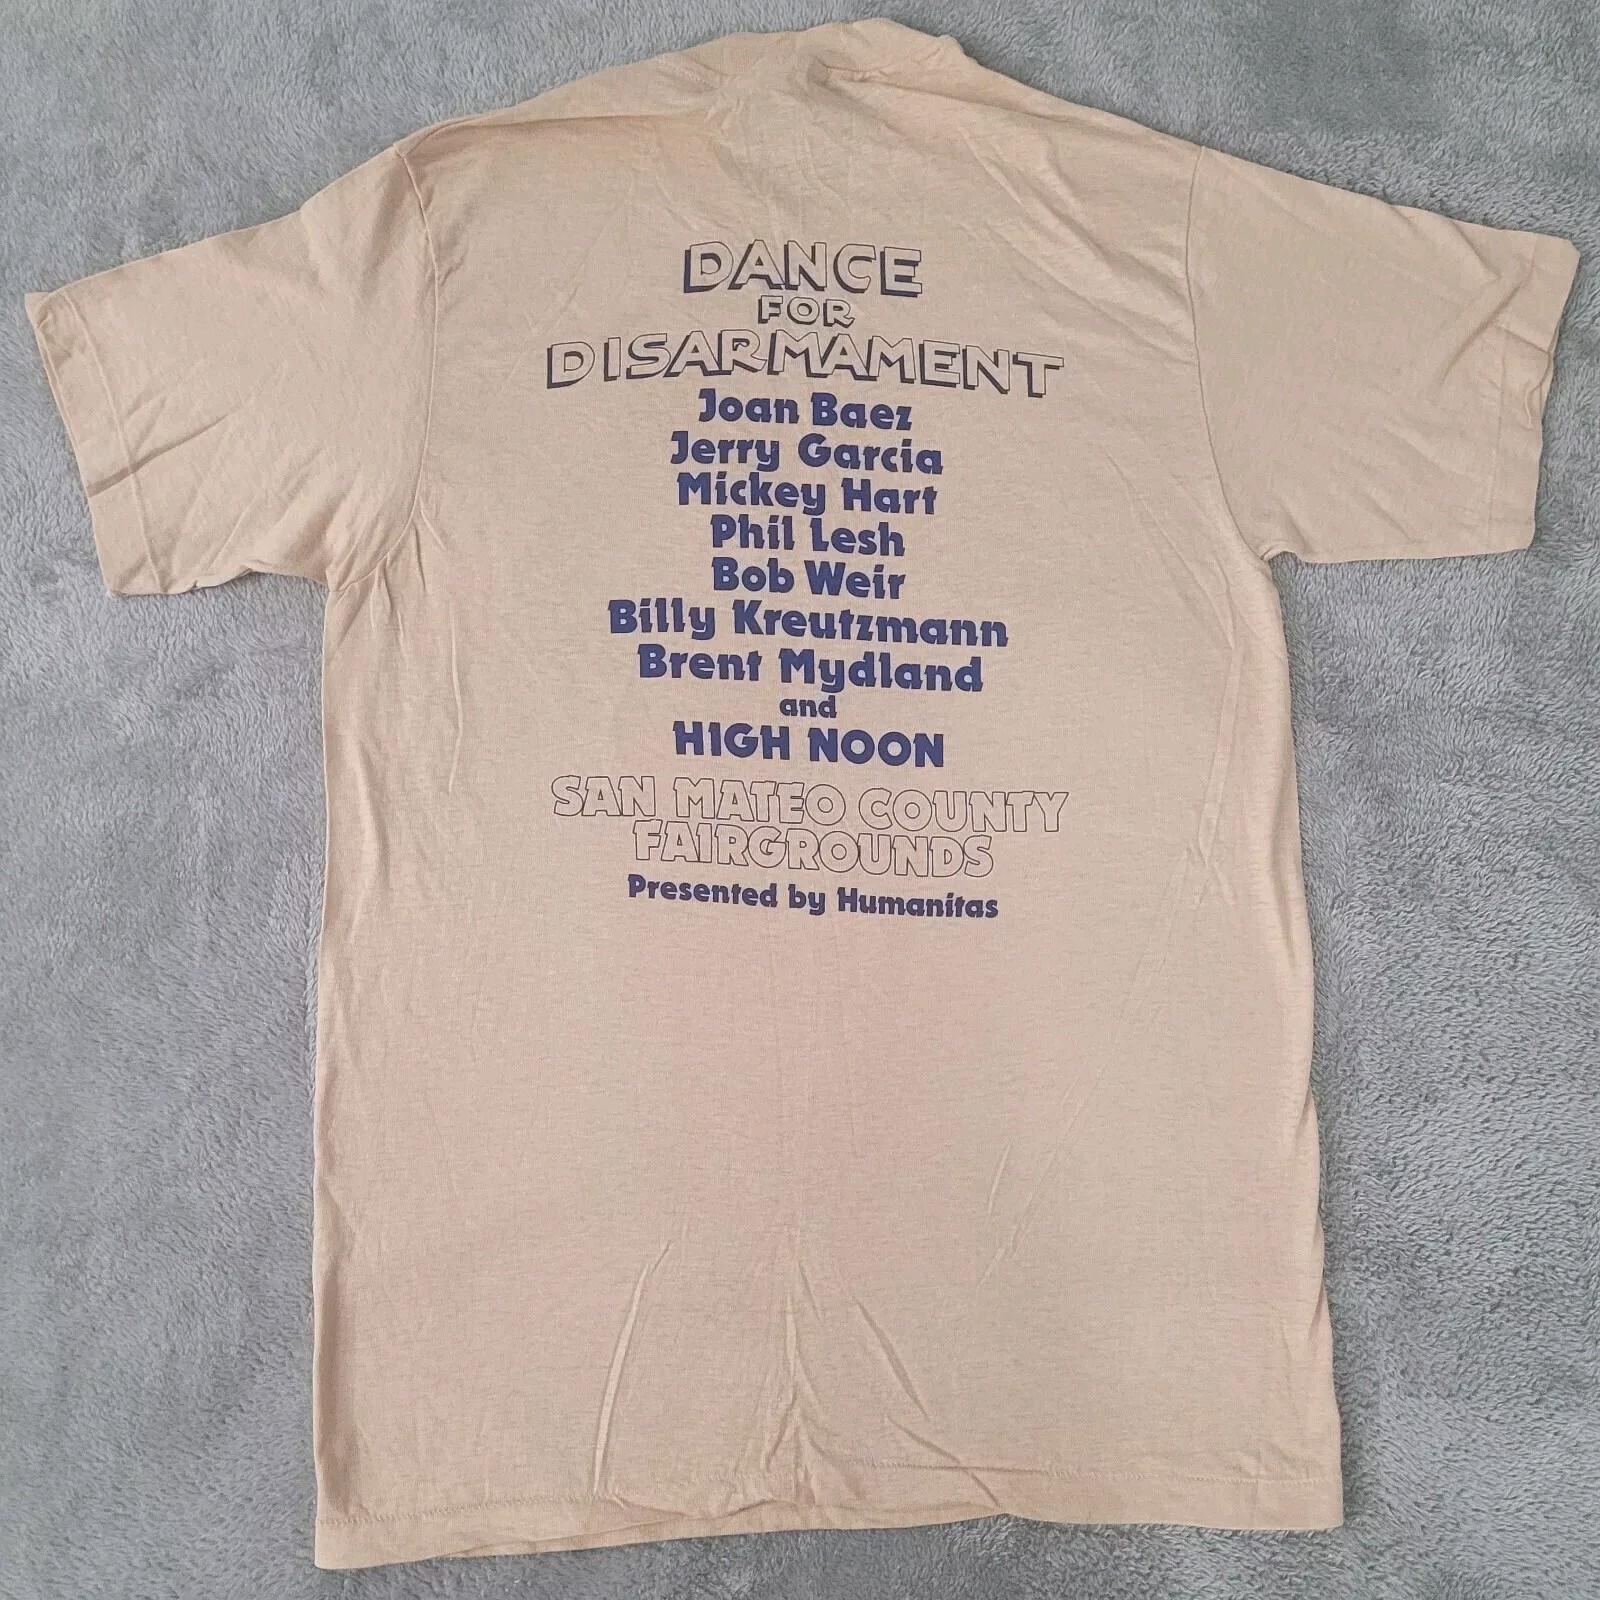 DANCE
FOR
DISARMAMENT
Joan Baez
Jerry Garcia
Mickey Hart
Phil Lesh
Bob Weir
Billy Kreutzmann
Brent Mydland
and
HIGH NOON
SAN MATEO COUNTY
FAIRGROUNDS
Presented by Humanitas